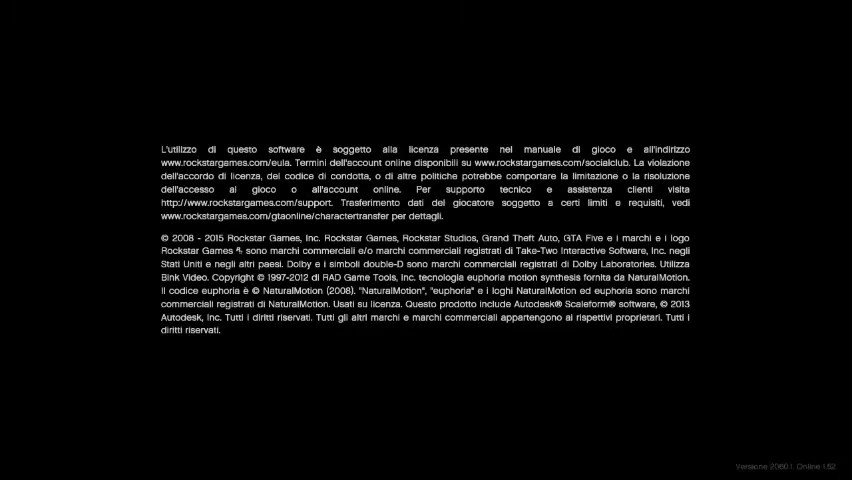 L'utilizzo di questo software è soggetto alla licenza presente nel manuale di gioco e all'indirizzo
www.rockstargames.com/eula. Termini dell'account online disponibili su www.rockstargames.com/socialclub. La violazione
dell'accordo di licenza, del codice di condotta, o di altre politiche potrebbe comportare la limitazione o la risoluzione
dell'accesso al gioco o all'account online. Per supporto tecnico e assistenza clienti visita
http://www.rockstargames.com/support. Trasferimento dati del giocatore soggetto a certi limiti e requisiti, vedi
www.rockstargames.com/gtaonline/charactertransfer per dettagli.
© 2008 - 2015 Rockstar Games, Inc. Rockstar Games, Rockstar Studios, Grand Theft Auto, GTA Five e i marchi e i logo
Rockstar Games R* sono marchi commerciali e/o marchi commerciali registrati di Take-Two Interactive Software, Inc. negli
Stati Uniti e negli altri paesi. Dolby e i simboli double-D sono marchi commerciali registrati di Dolby Laboratories. Utilizza
Bink Video. Copyright © 1997-2012 di RAD Game Tools, Inc. tecnologia euphoria motion synthesis fornita da NaturalMotion.
Il codice euphoria è © NaturalMotion (2008). "NaturalMotion", "euphoria" e i loghi NaturalMotion ed euphoria sono marchi
commerciali registrati di NaturalMotion. Usati su licenza. Questo prodotto include Autodesk® Scaleform® software, © 2013
Autodesk, Inc. Tutti i diritti riservati. Tutti gli altri marchi e marchi commerciali appartengono ai rispettivi proprietari. Tutti i
diritti riservati.
Versione 2060.1 Online 1.52